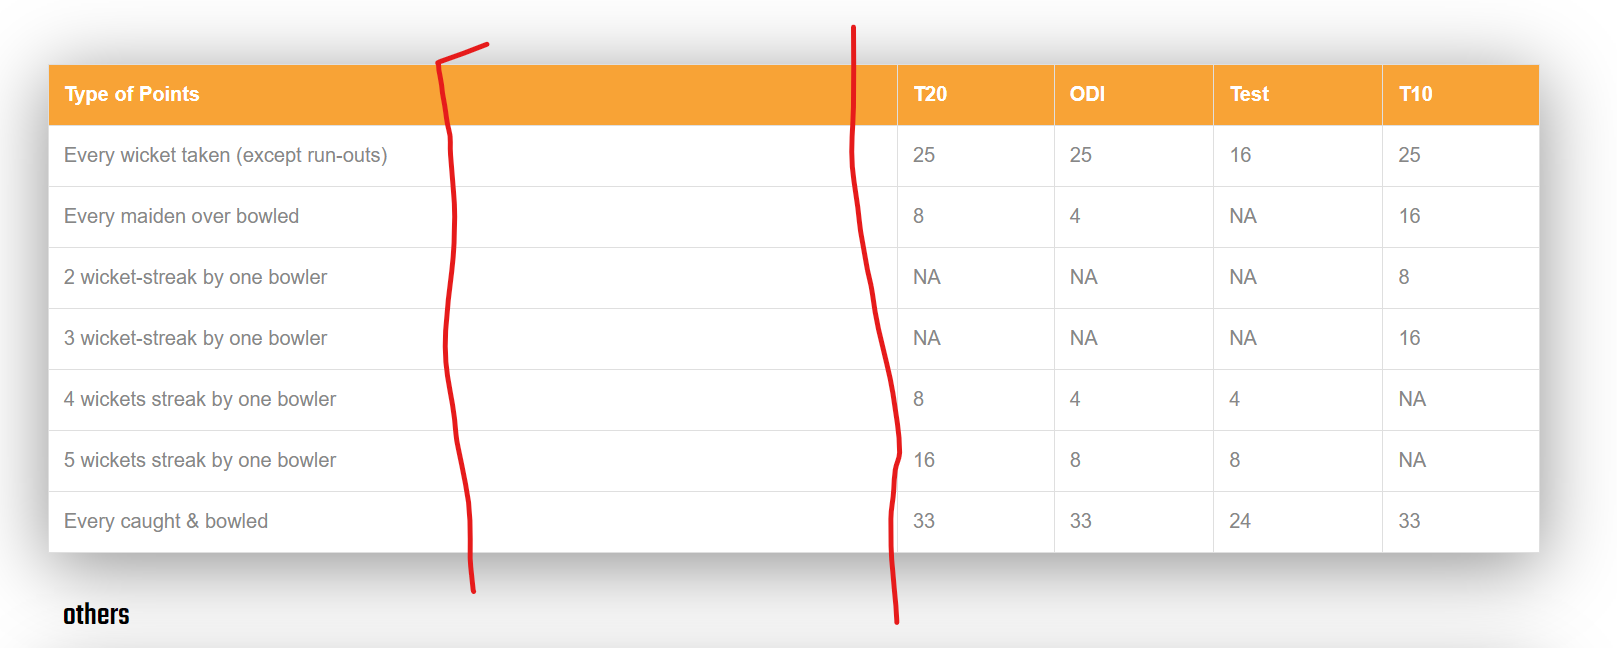 Type of Points T20 ODI Test T10
Every wicket taken (except run-outs) 25 25 16 25
Every maiden over bowled 8 4 NA 16
2 wicket-streak by one bowler NA NA NA 8
3 wicket-streak by one bowler NA NA NA 16
4 wickets streak by one bowler 8 4 4 NA
5 wickets streak by one bowler 16 8 8 NA
Every caught & bowled 33 33 24 33
others